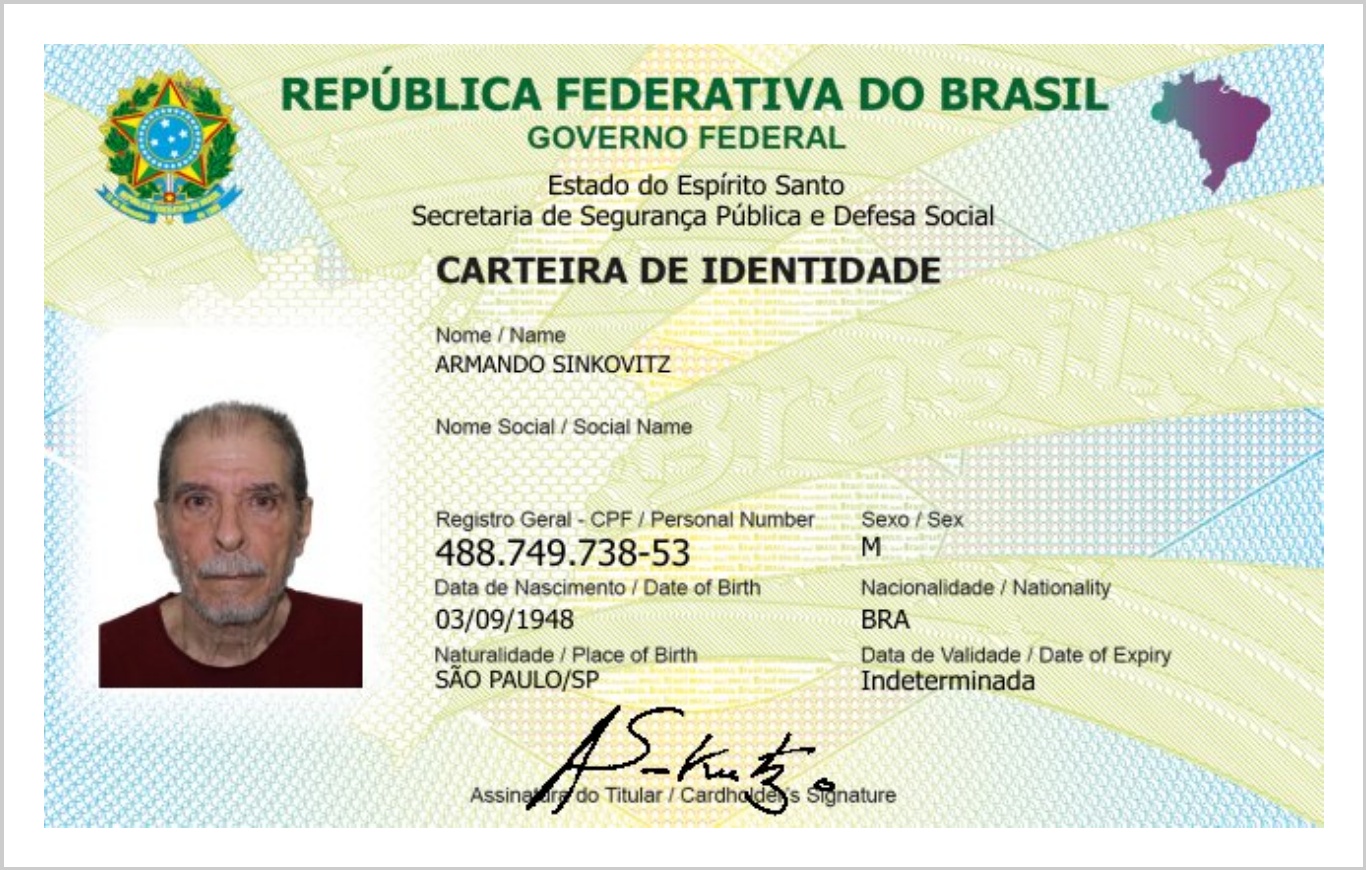 REPÚBLICA FEDERATIVA DO BRASIL
GOVERNO FEDERAL
Estado do Espírito Santo
Secretaria de Segurança Pública e Defesa Social
CARTEIRA DE IDENTIDADE
Nome / Name
ARMANDO SINKOVITZ
Nome Social / Social Name
Registro Geral - CPF / Personal Number
488.749.738-53
Sexo / Sex
M
Data de Nascimento / Date of Birth
03/09/1948
Nacionalidade / Nationality
BRA
Naturalidade / Place of Birth
SÃO PAULO/SP
Data de Validade / Date of Expiry
Indeterminada
Assinatura do Titular / Cardholder's Signature
Brasil